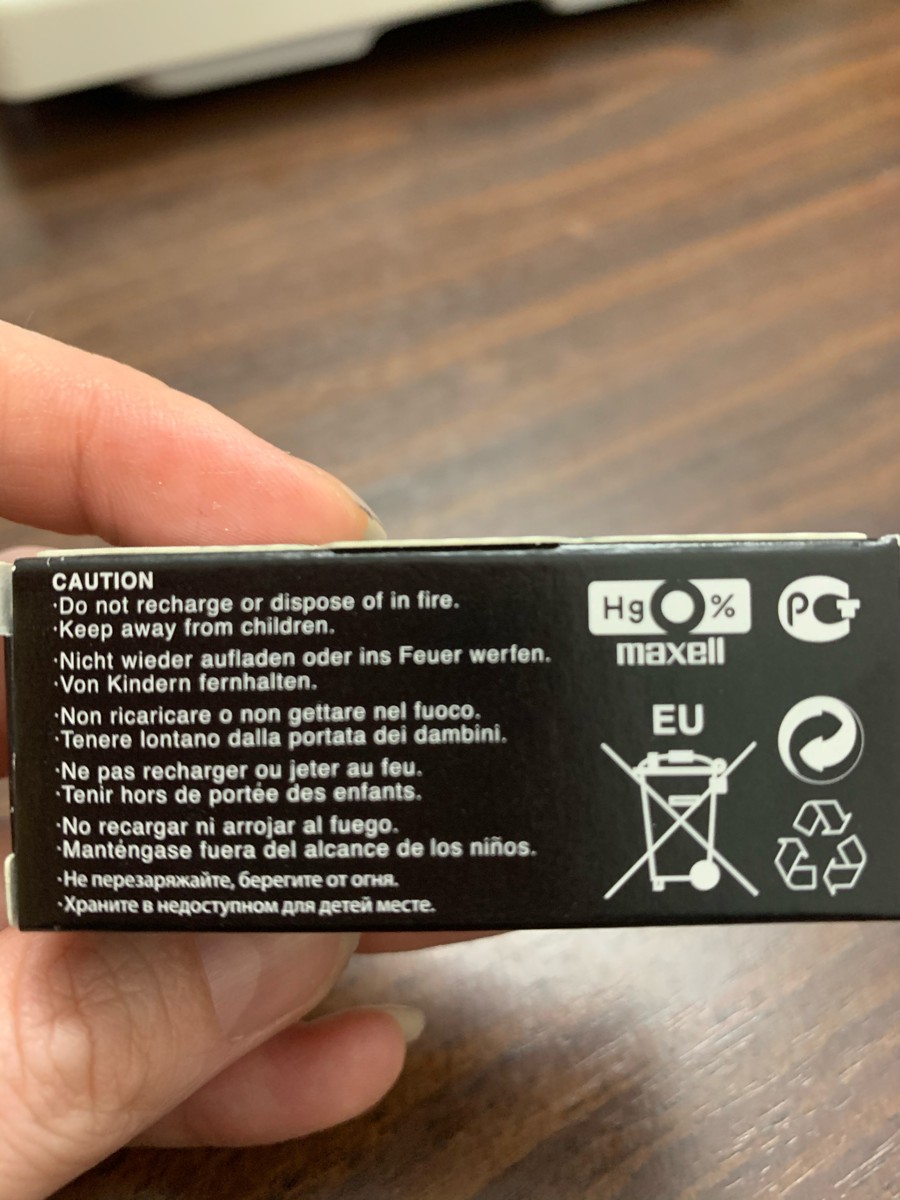 CAUTION
·Do not recharge or dispose of in fire.
·Keep away from children.
·Nicht wieder aufladen oder ins Feuer werfen.
·Von Kindern fernhalten.
·Non ricaricare o non gettare nel fuoco.
·Tenere lontano dalla portata dei dambini.
·Ne pas recharger ou jeter au feu.
·Tenir hors de portée des enfants.
·No recargar ni arrojar al fuego.
·Manténgase fuera del alcance de los niños.
·Не перезаряжайте, берегите от огня.
·Храните в недоступном для детей месте.
Hg 0 %
maxell
EU
РСТ